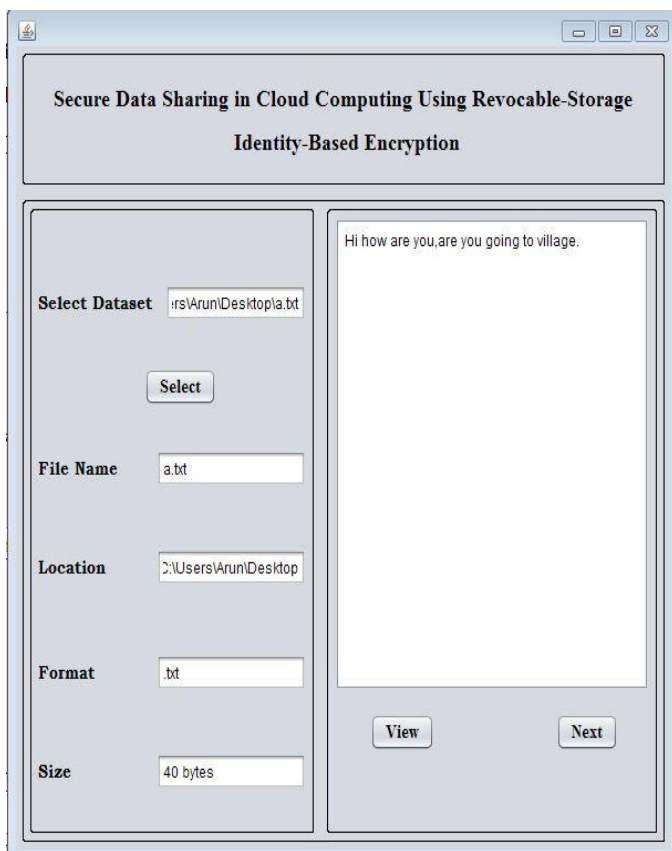 Secure Data Sharing in Cloud Computing Using Revocable-Storage
Identity-Based Encryption
Select Dataset
ers\Arun\Desktop\a.txt
Select
File Name
a.txt
Location
C:\Users\Arun\Desktop
Format
.txt
Size
40 bytes
Hi how are you,are you going to village.
View
Next